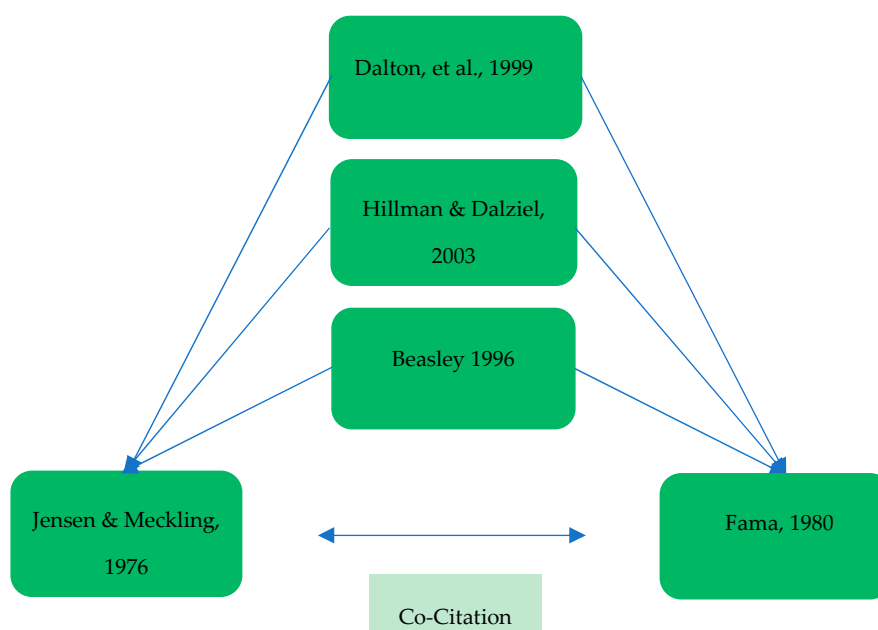 Dalton, et al., 1999
Hillman & Dalziel,
2003
Beasley 1996
Jensen & Meckling,
1976
Fama, 1980
Co-Citation